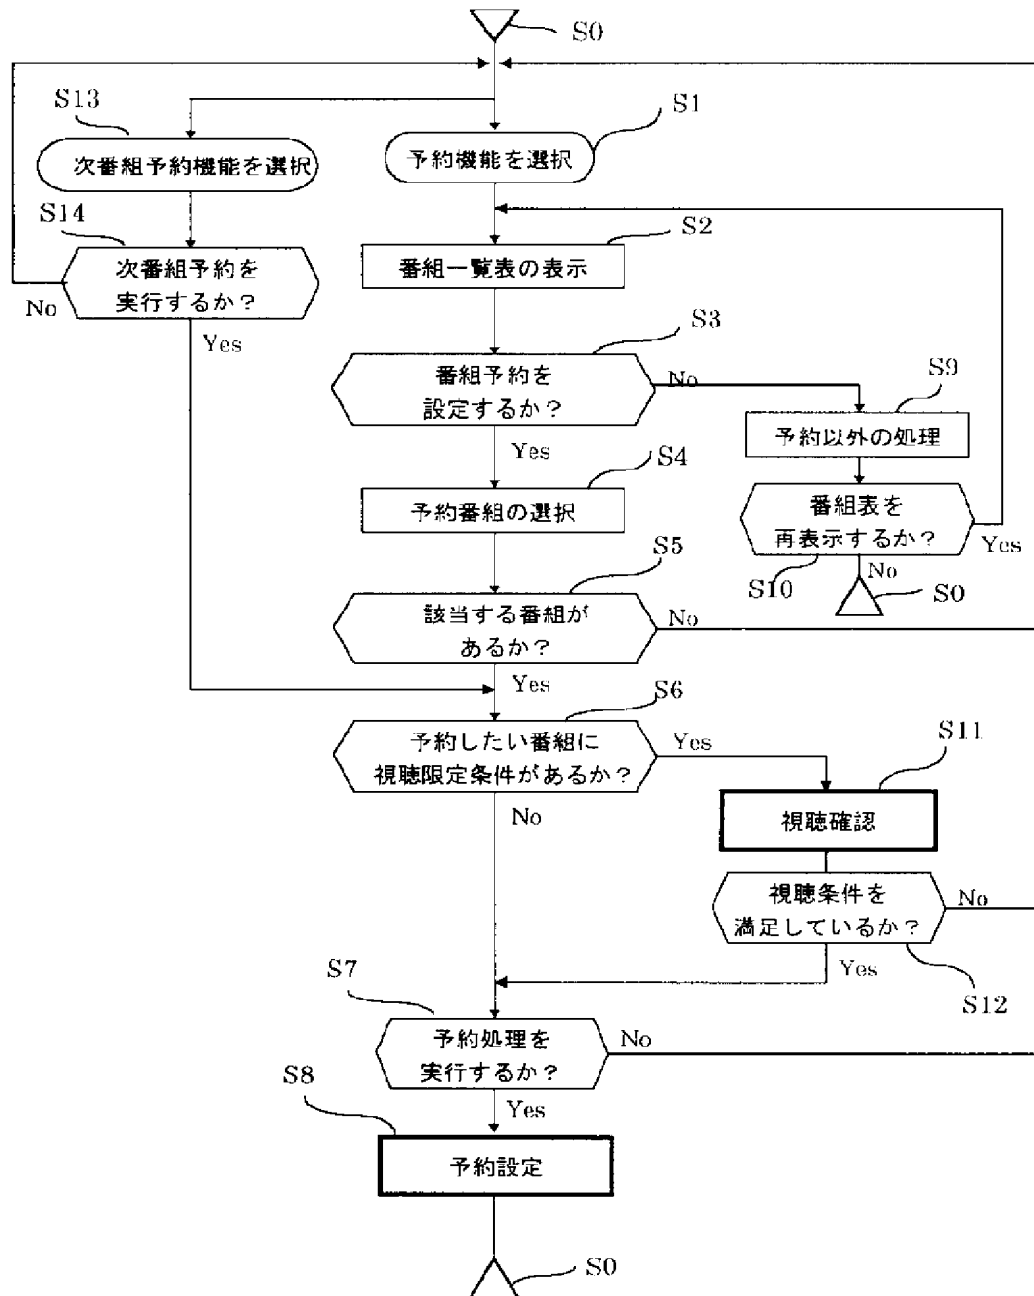 S0
S13
S1
次番組予約機能を選択
予約機能を選択
S14
S2
次番組予約を
実行するか?
番組一覧表の表示
No
Yes
S3
番組予約を
設定するか?
No
S9
Yes
予約以外の処理
S4
予約番組の選択
番組表を
再表示するか?
Yes
S5
S10
No
S0
該当する番組が
あるか?
No
Yes
S6
予約したい番組に
視聴限定条件があるか?
Yes
S11
No
視聴確認
視聴条件を
満足しているか?
No
Yes
S12
S7
予約処理を
実行するか?
No
S8
Yes
予約設定
S0